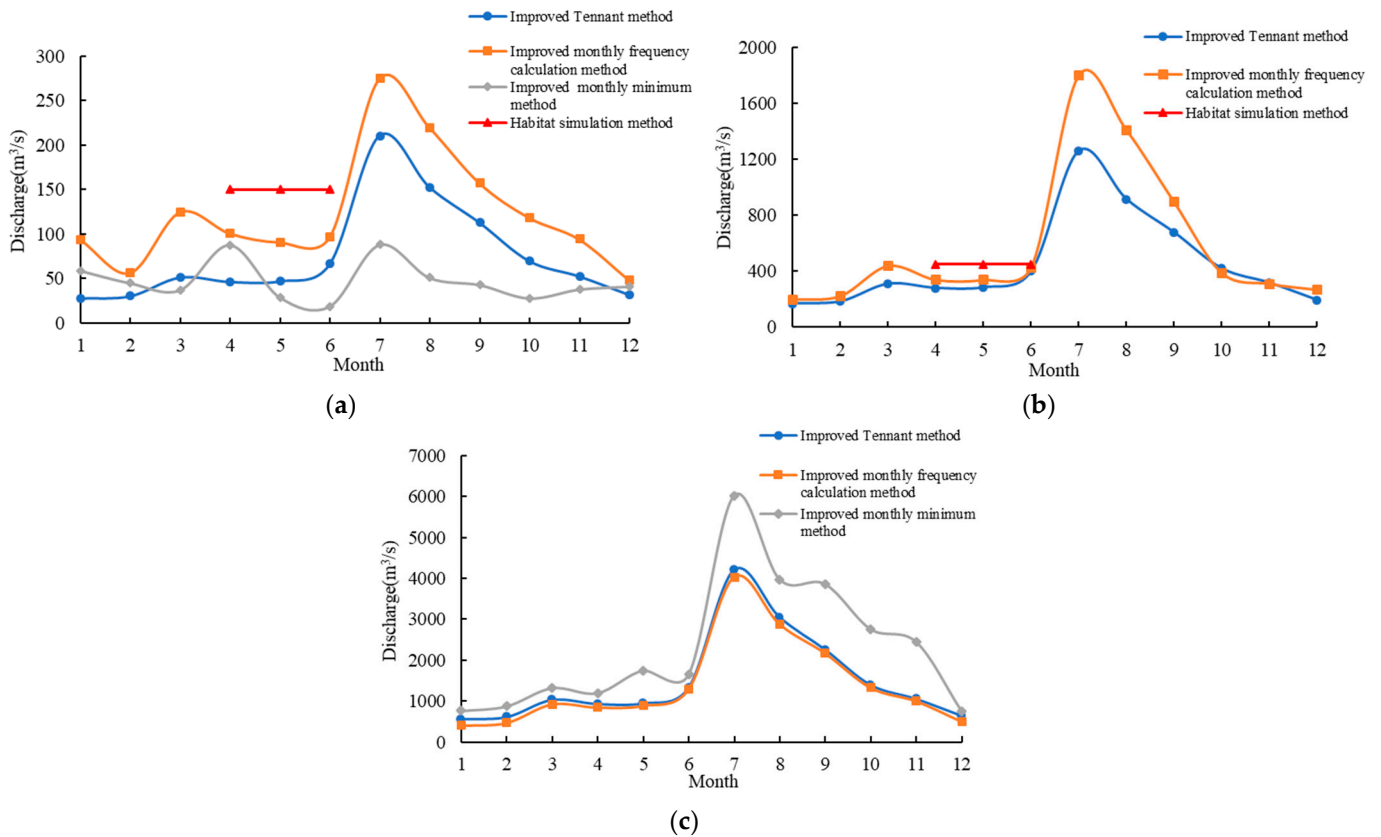 Improved Tennant method
Improved monthly frequency
calculation method
Improved monthly minimum
method
Habitat simulation method
300
250
200
150
100
50
0
Discharge(m³/s)
1 2 3 4 5 6 7 8 9 10 11 12
Month
(a)
Improved Tennant method
Improved monthly frequency
calculation method
Habitat simulation method
2000
1600
1200
800
400
0
Discharge(m³/s)
1 2 3 4 5 6 7 8 9 10 11 12
Month
(b)
Improved Tennant method
Improved monthly frequency
calculation method
Improved monthly minimum
method
7000
6000
5000
4000
3000
2000
1000
0
Discharge(m³/s)
1 2 3 4 5 6 7 8 9 10 11 12
Month
(c)